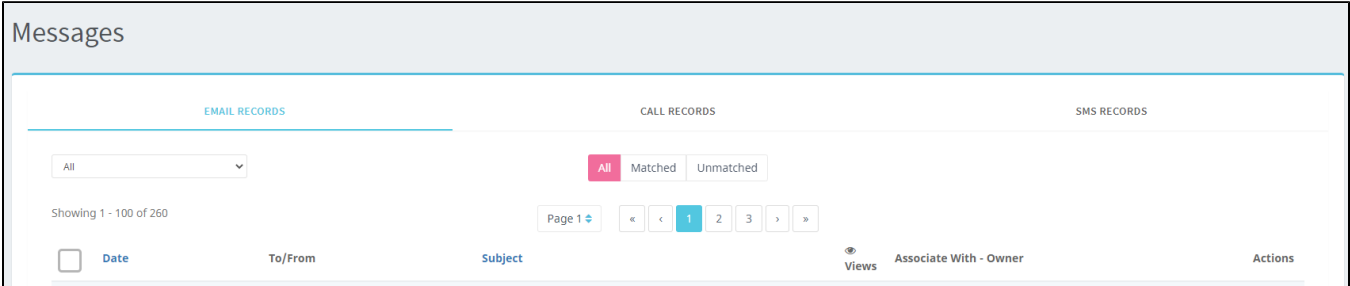 Messages
EMAIL RECORDS CALL RECORDS SMS RECORDS
All All Matched Unmatched
Showing 1 - 100 of 260 Page 1 « ‹ 1 2 3 › »
Date To/From Subject Views Associate With - Owner Actions